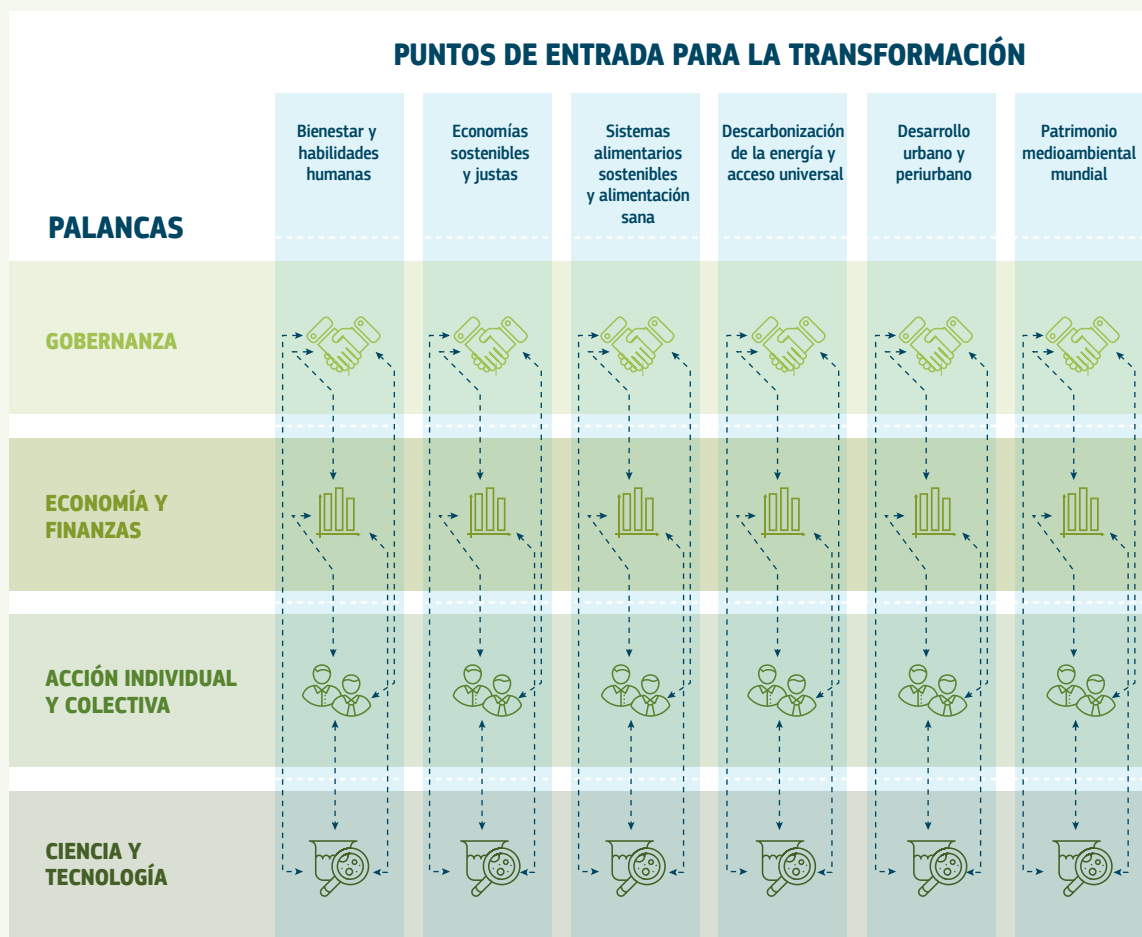 PUNTOS DE ENTRADA PARA LA TRANSFORMACIÓN
Bienestar y
habilidades
humanas
Economías
sostenibles
y justas
Sistemas
alimentarios
sostenibles
y alimentación
sana
Descarbonización
de la energía y
acceso universal
Desarrollo
urbano y
periurbano
Patrimonio
medioambiental
mundial
PALANCAS
GOBERNANZA
ECONOMÍA Y
FINANZAS
ACCIÓN INDIVIDUAL
Y COLECTIVA
CIENCIA Y
TECNOLOGÍA